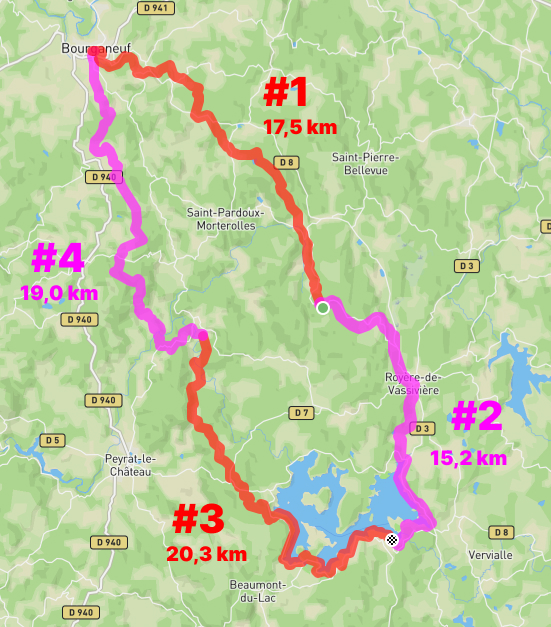 D 941
Bourganeuf
#1
17,5 km
D 8
Saint-Pierre-
Bellevue
D 940
Saint-Pardoux-
Morterolles
#4
19,0 km
D 3
D 940
Royère-de-
Vassivière
D 940
D 7
#2
D 3
15,2 km
D 5
Peyrat-le-
Château
#3
20,3 km
D 940
D 8
Vervialle
Beaumont-
du-Lac
D 940